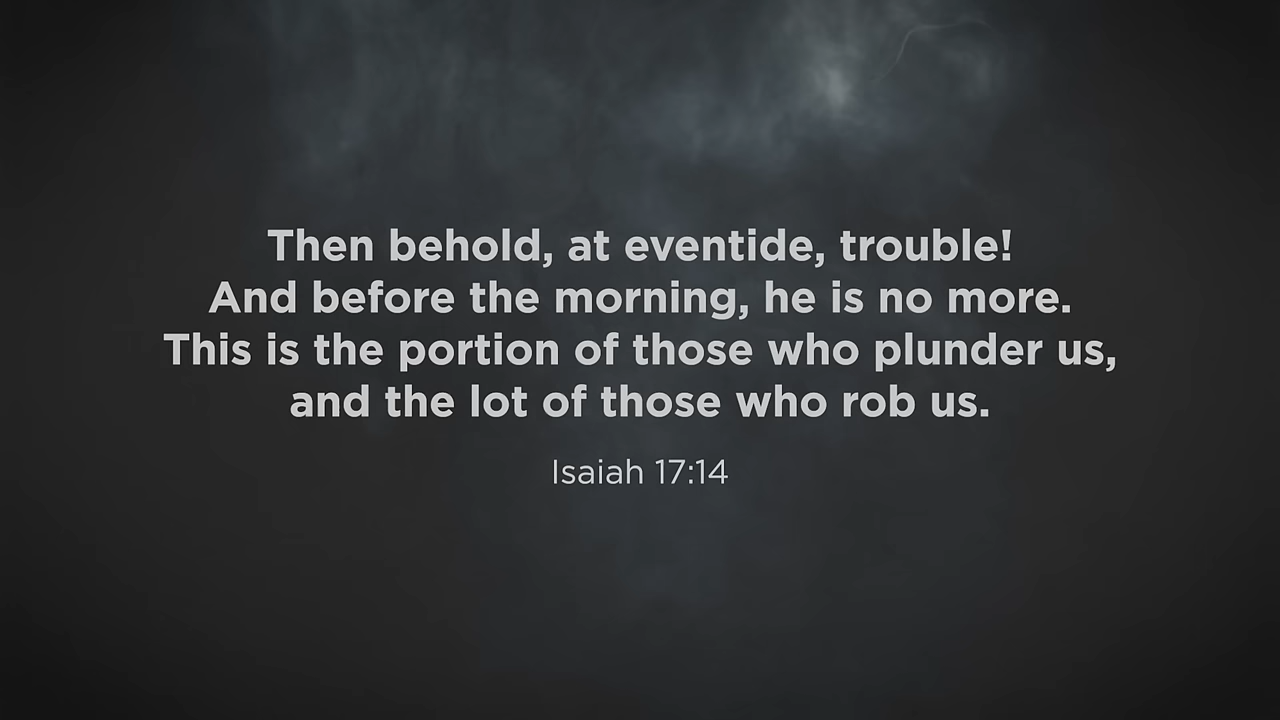 Then behold, at eventide, trouble!
And before the morning, he is no more.
This is the portion of those who plunder us,
and the lot of those who rob us.
Isaiah 17:14